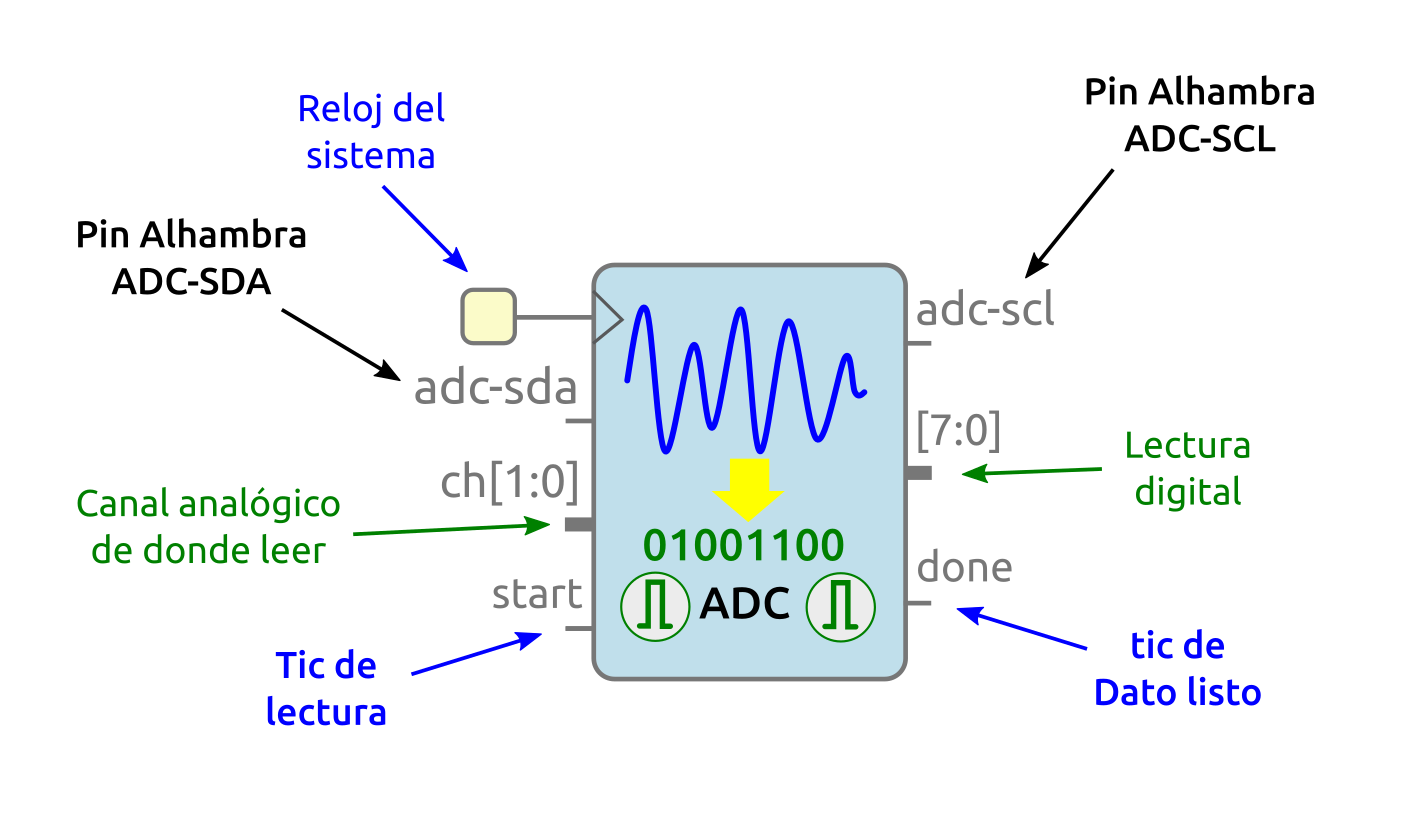 Reloj del
sistema
Pin Alhambra
ADC-SCL
Pin Alhambra
ADC-SDA
adc-scl
adc-sda
[7:0]
Lectura
digital
ch[1:0]
Canal analógico
de donde leer
01001100
start
ADC
done
Tic de
lectura
tic de
Dato listo